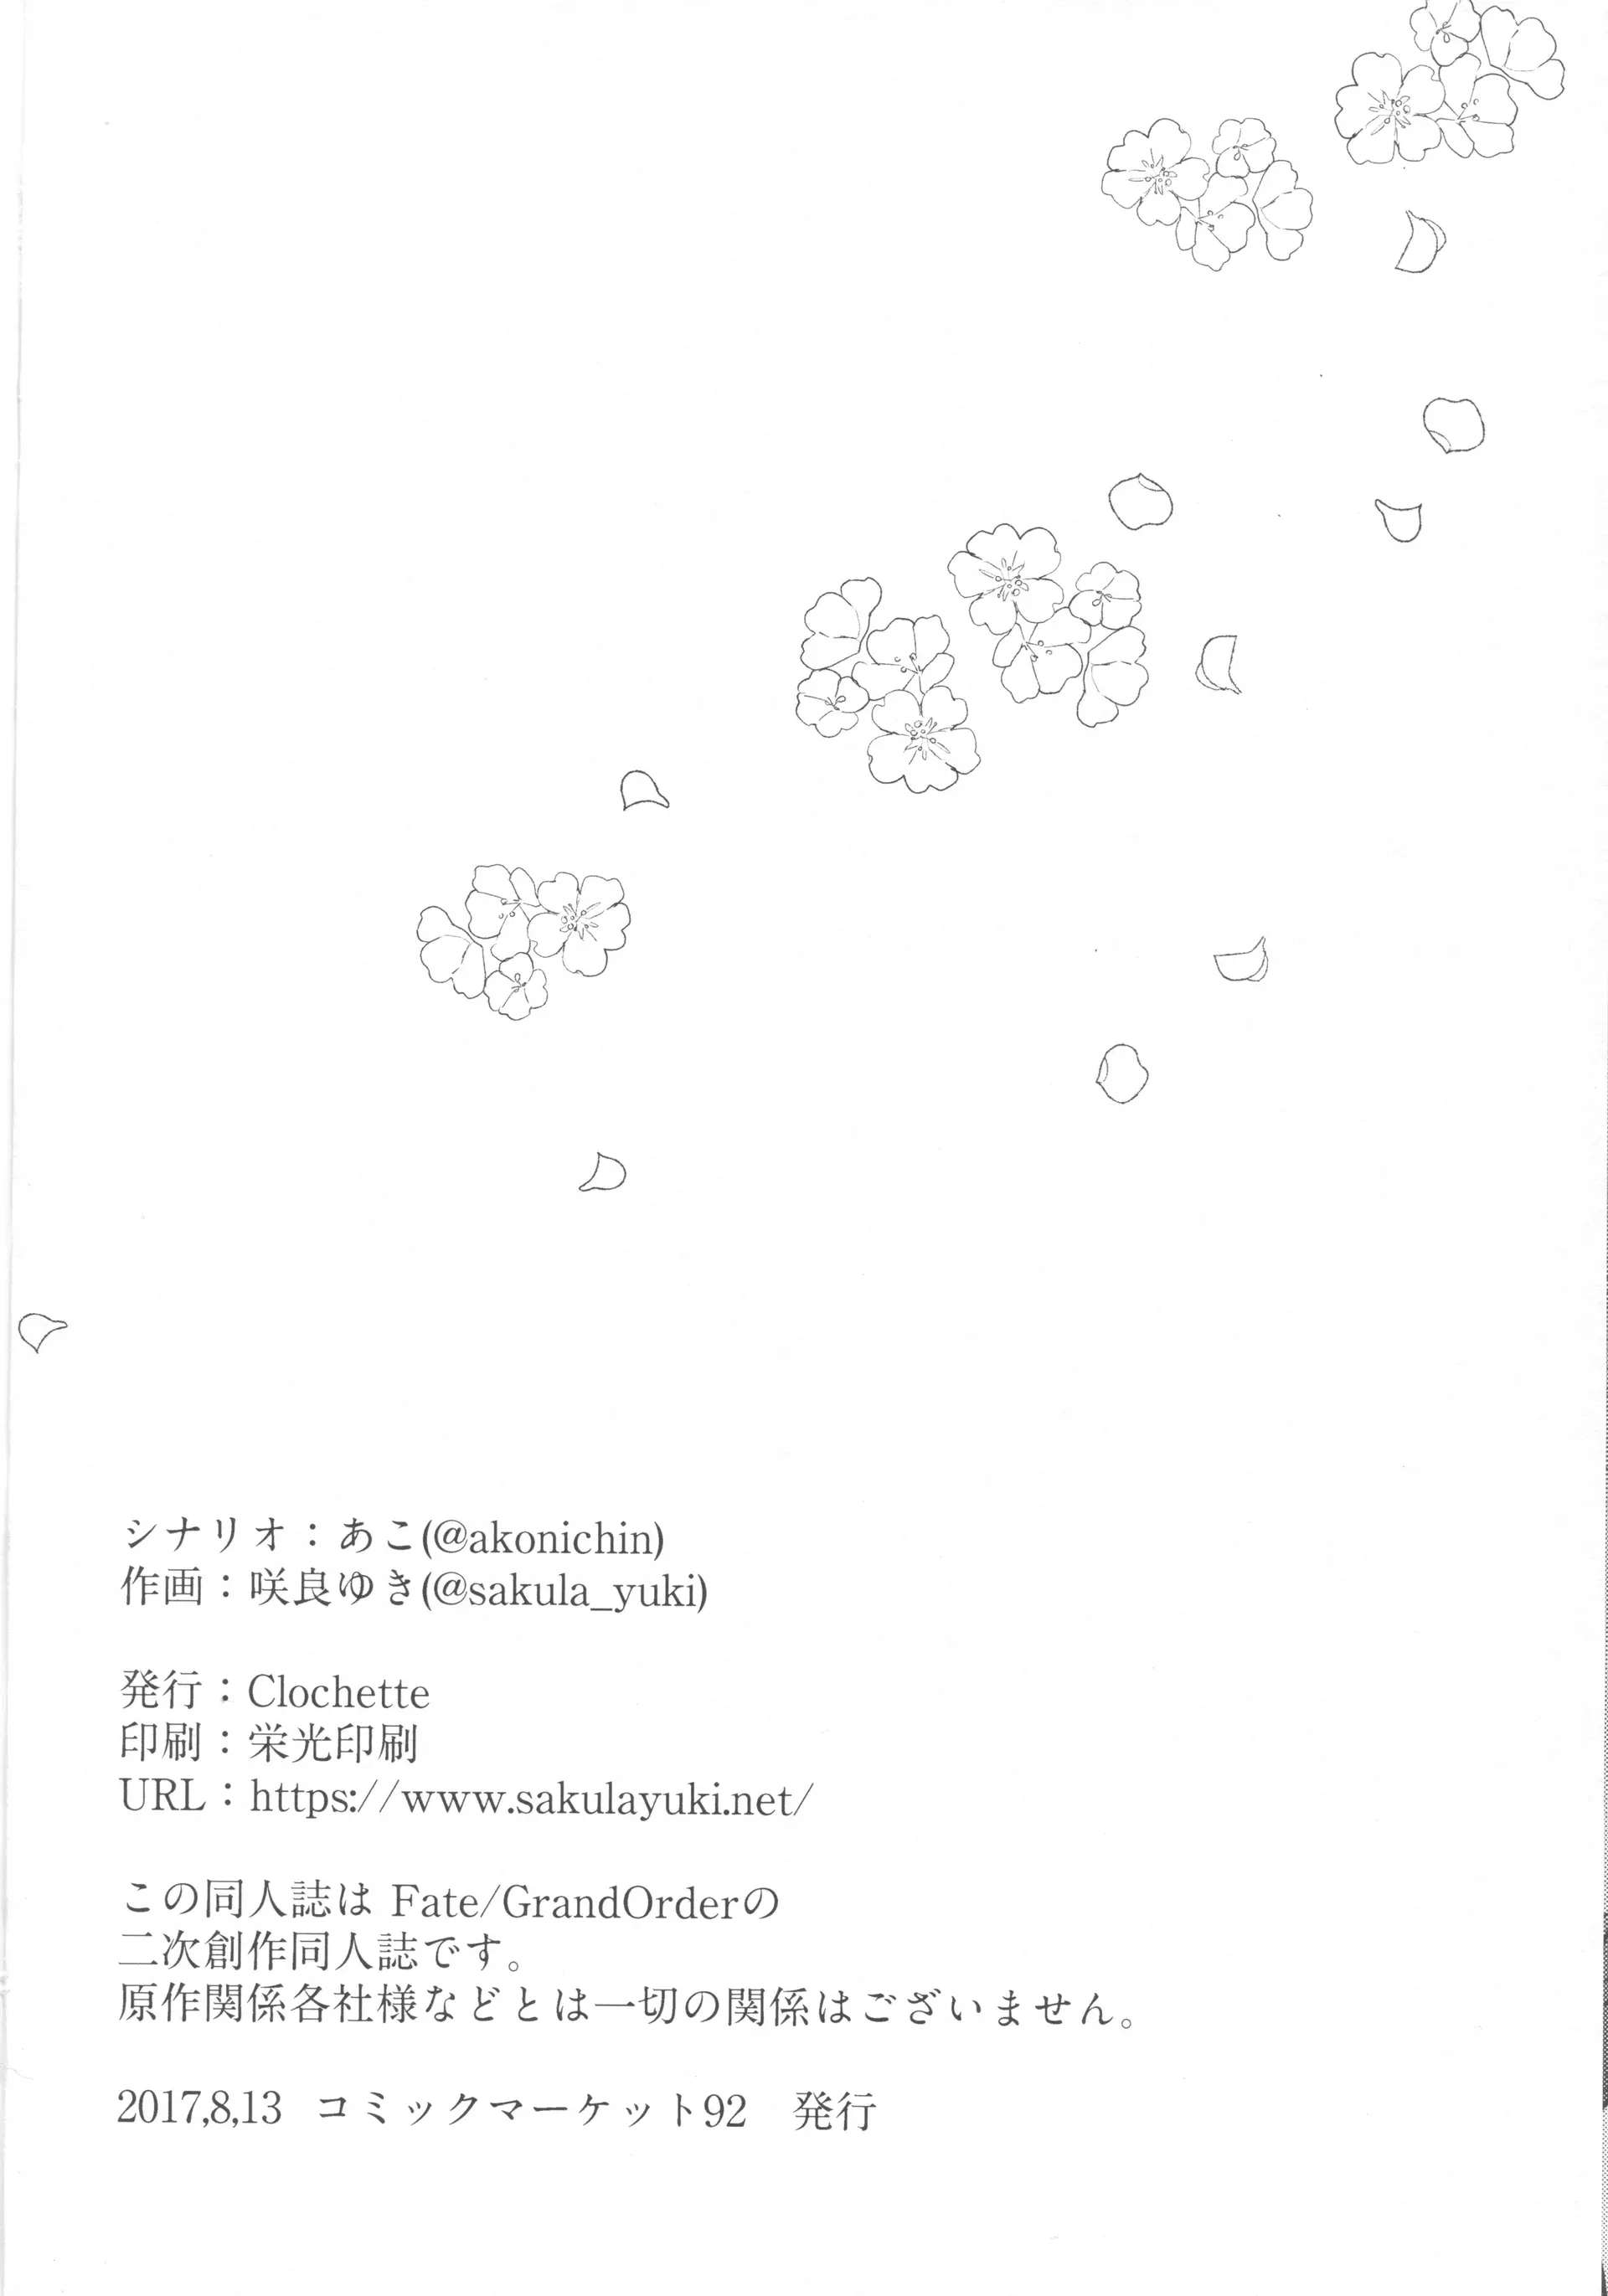 シナリオ：あこ(@akonichin)
作画：咲良ゆき(@sakula_yuki)
発行：Clochette
印刷：栄光印刷
URL：https://www.sakulayuki.net/
この同人誌は Fate/GrandOrderの
二次創作同人誌です。
原作関係各社様などとは一切の関係はございません。
2017,8,13 コミックマーケット92 発行